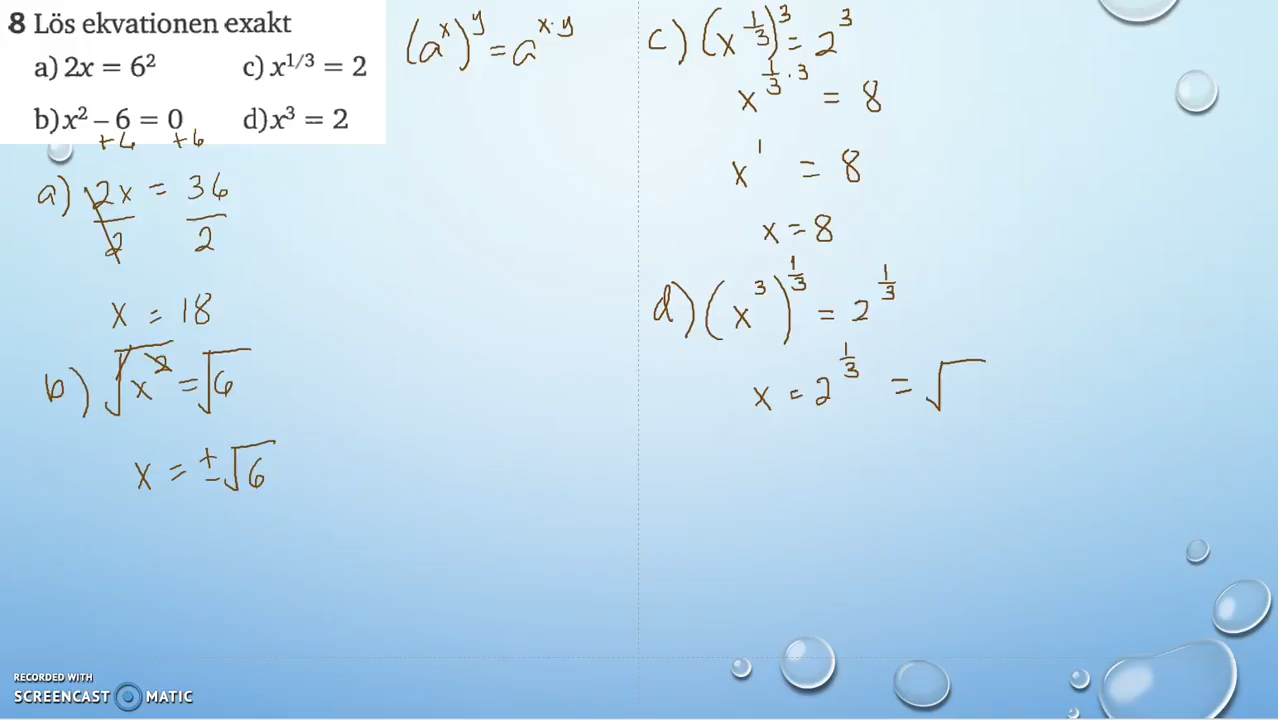 8 Lös ekvationen exakt
a) 2x = 6²
c) x^{1/3} = 2
b) x² – 6 = 0
d) x³ = 2
+6 +6
a) 2x = 36
2 2
x = 18
b) √x² = √6
x = ±√6
(a^x)^y = a^{x·y}
c) (x^{1/3})³ = 2³
x^{1/3 · 3} = 8
x^1 = 8
x = 8
d) (x³)^{1/3} = 2^{1/3}
x = 2^{1/3} = √
RECORDED WITH
SCREENCAST MATIC